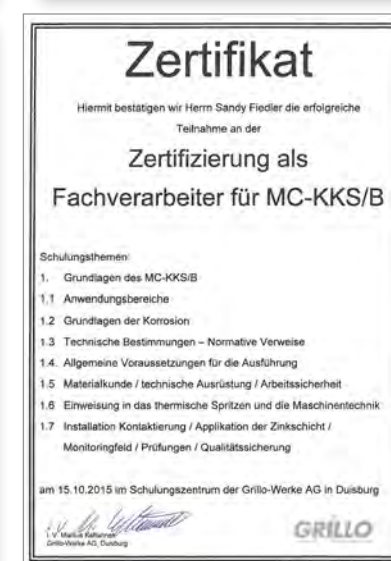 Zertifikat
Hiermit bestätigen wir Herrn Sandy Fiedler die erfolgreiche
Teilnahme an der
Zertifizierung als
Fachverarbeiter für MC-KKS/B
Schulungsthemen:
1. Grundlagen des MC-KKS/B
1.1 Anwendungsbereiche
1.2 Grundlagen der Korrosion
1.3 Technische Bestimmungen – Normative Verweise
1.4. Allgemeine Voraussetzungen für die Ausführung
1.5 Materialkunde / technische Ausrüstung / Arbeitssicherheit
1.6 Einweisung in das thermische Spritzen und die Maschinentechnik
1.7 Installation Kontaktierung / Applikation der Zinkschicht /
Monitoringfeld / Prüfungen / Qualitätssicherung
am 15.10.2015 im Schulungszentrum der Grillo-Werke AG in Duisburg
i. V. Markus
Grillo-Werke AG, Duisburg
GRILLO